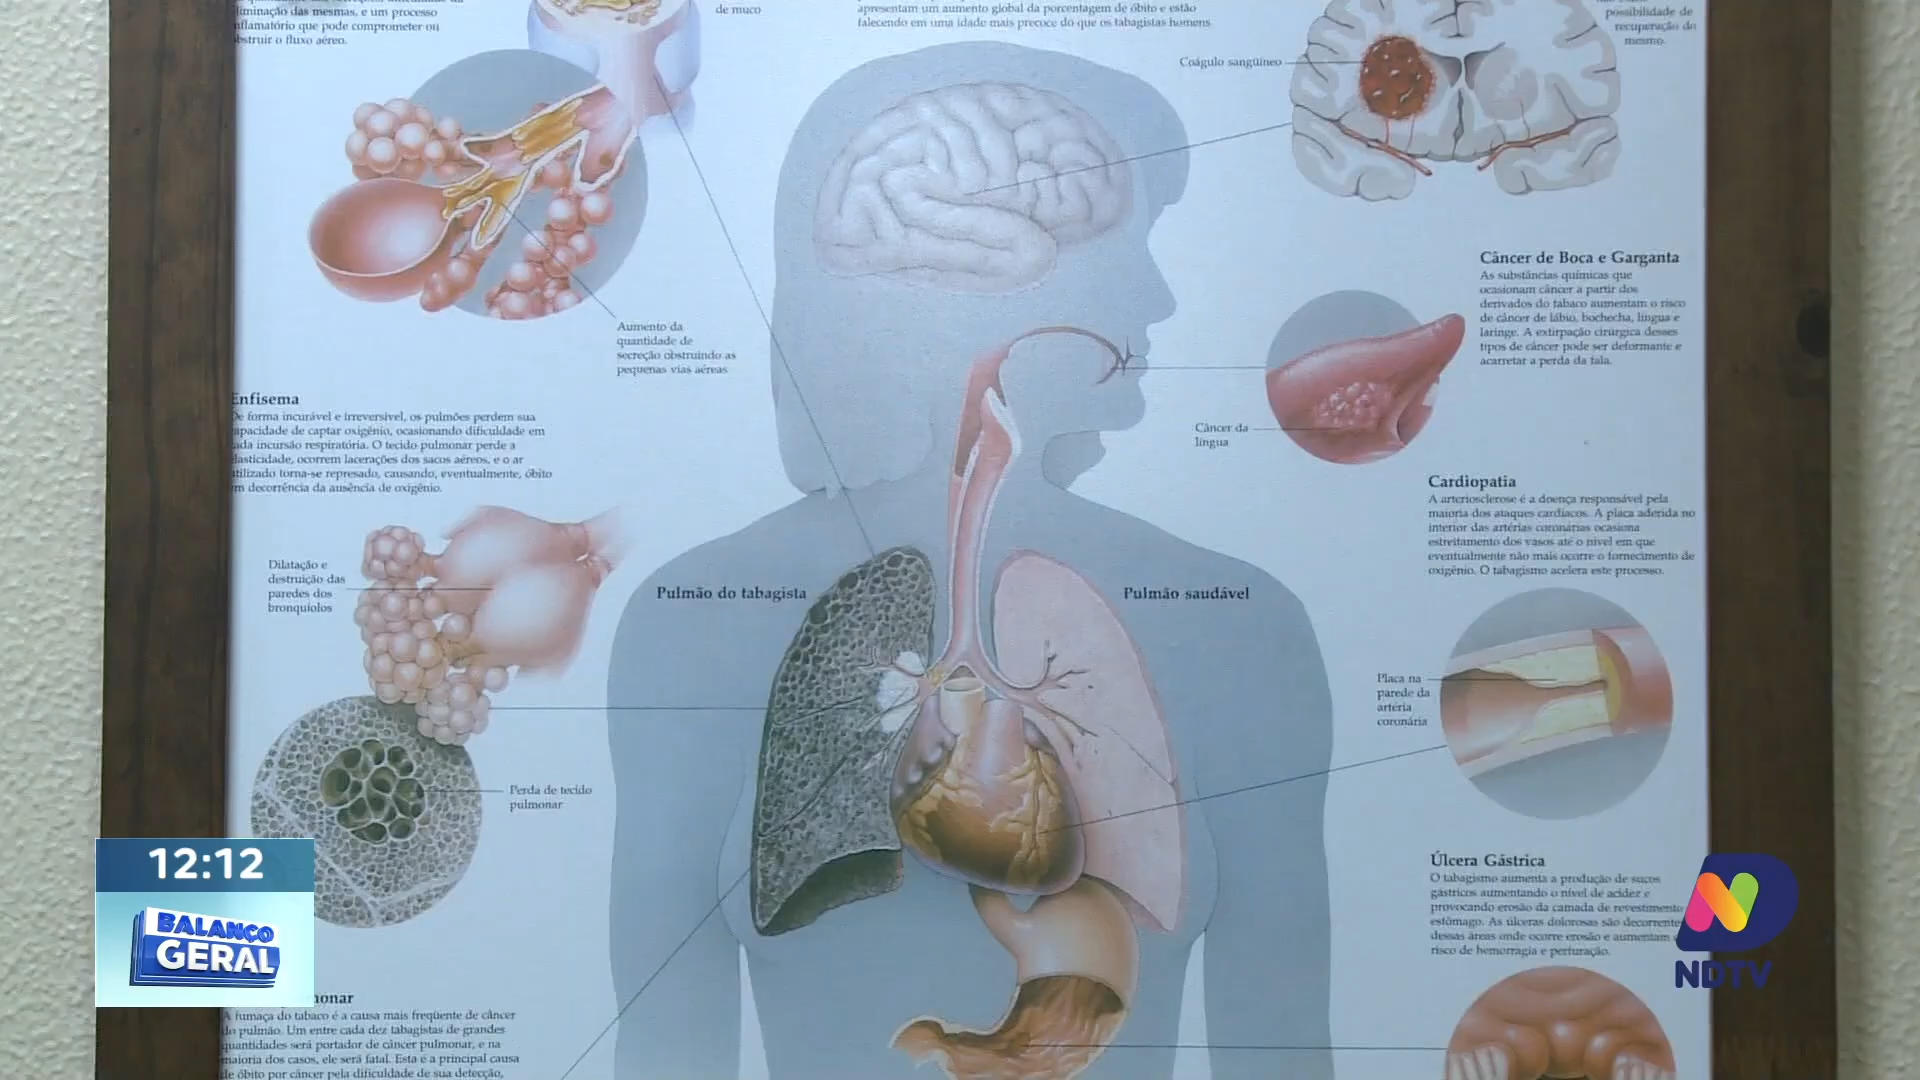 eliminação das mesmas, e um processo
inflamatório que pode comprometer ou
obstruir o fluxo aéreo.
de muco
apresentam um aumento global da porcentagem de óbito e estão
falecendo em uma idade mais precoce do que os tabagistas homens
possibilidade de
recuperação do
mesmo.
Coágulo sangüíneo
Câncer de Boca e Garganta
As substâncias químicas que
ocasionam câncer a partir dos
derivados do tabaco aumentam o risco
de câncer de lábio, bochecha, língua e
laringe. A extirpação cirúrgica desses
tipos de câncer pode ser deformante e
acarretar a perda da fala.
Aumento da
quantidade de
secreção obstruindo as
pequenas vias aéreas
Câncer da
língua
Enfisema
De forma incurável e irreversível, os pulmões perdem sua
capacidade de captar oxigênio, ocasionando dificuldade em
cada incursão respiratória. O tecido pulmonar perde a
elasticidade, ocorrem lacerações dos sacos aéreos, e o ar
utilizado torna-se represado, causando, eventualmente, óbito
em decorrência da ausência de oxigênio.
Cardiopatia
A arteriosclerose é a doença responsável pela
maioria dos ataques cardíacos. A placa aderida no
interior das artérias coronárias ocasiona
estreitamento dos vasos até o nível em que
eventualmente não mais ocorre o fornecimento de
oxigênio. O tabagismo acelera este processo.
Dilatação e
destruição das
paredes dos
bronquíolos
Pulmão do tabagista
Pulmão saudável
Placa na
parede da
artéria
coronária
Perda de tecido
pulmonar
Úlcera Gástrica
O tabagismo aumenta a produção de sucos
gástricos aumentando o nível de acidez e
provocando erosão da camada de revestimento
estômago. As úlceras dolorosas são decorrente
dessas áreas onde ocorre erosão e aumentam
risco de hemorragia e perfuração.
12:12
BALANÇO
GERAL
NDTV
monar
A fumaça do tabaco é a causa mais freqüente de câncer
do pulmão. Um entre cada dez tabagistas de grandes
quantidades será portador de câncer pulmonar, e na
maioria dos casos, ele será fatal. Esta é a principal causa
de óbito por câncer pela dificuldade de sua detecção,